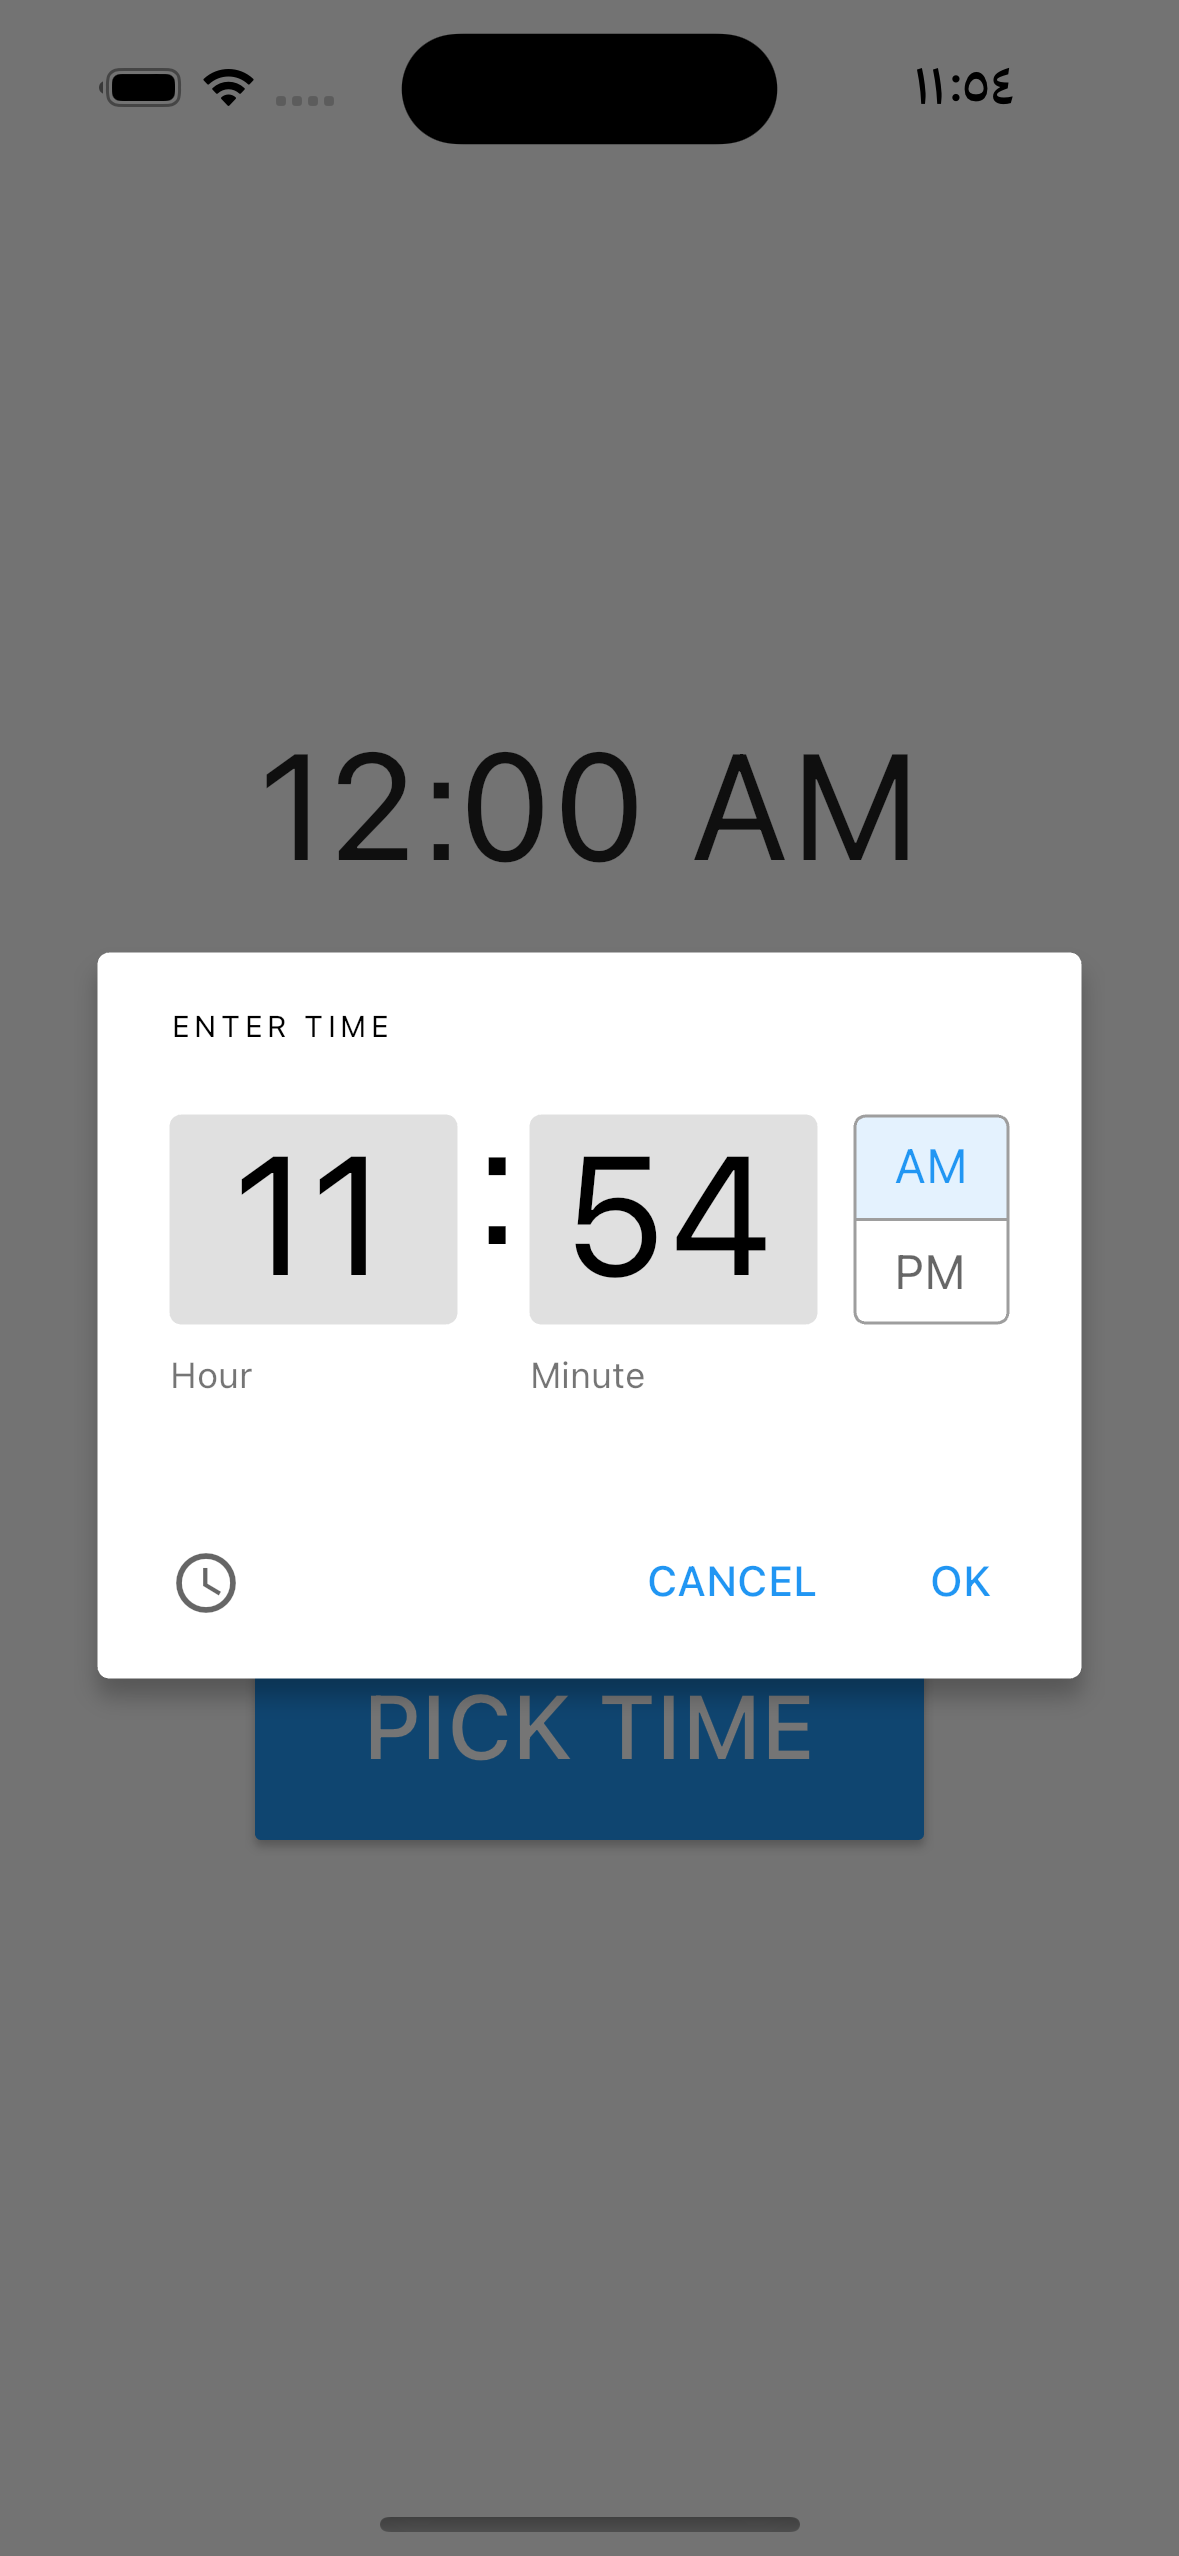 ١١:٥٤
12:00 AM
ENTER TIME
11 : 54 AM
PM
Hour Minute
CANCEL OK
PICK TIME